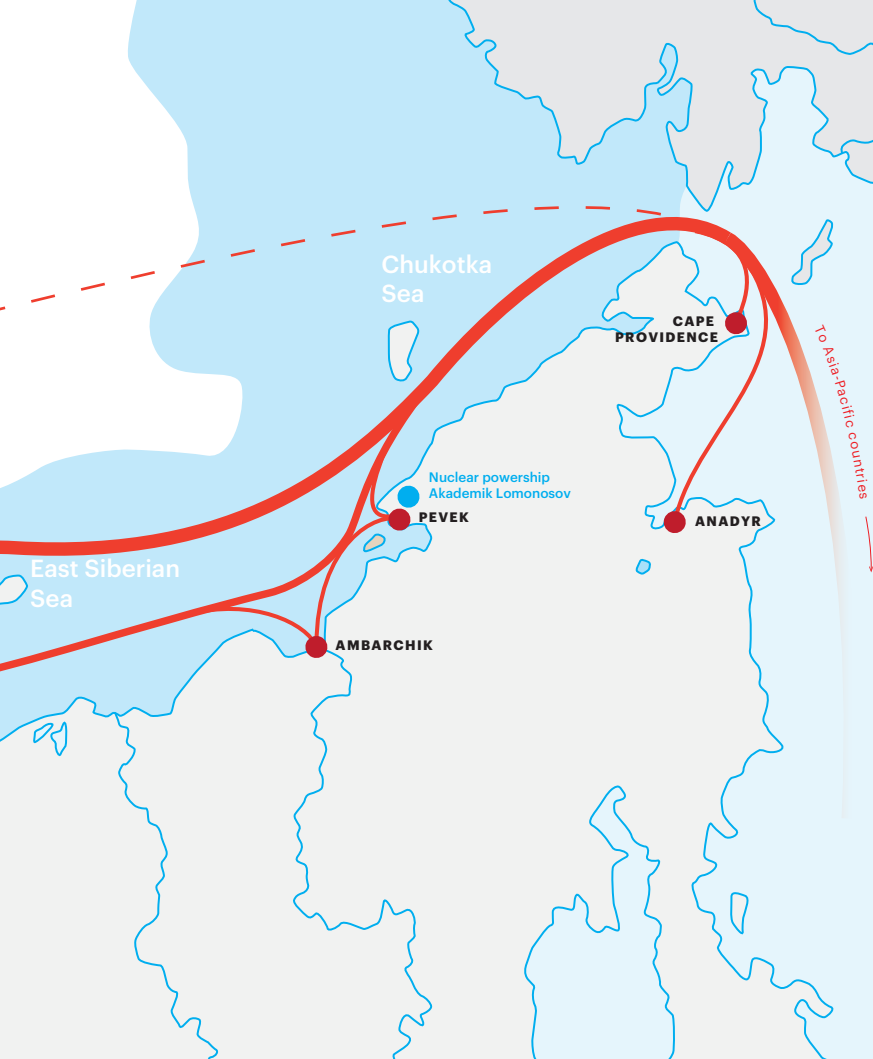 Chukotka
Sea
CAPE
PROVIDENCE
To Asia-Pacific countries
Nuclear powership
Akademik Lomonosov
PEVEK
ANADYR
East Siberian
Sea
AMBARCHIK